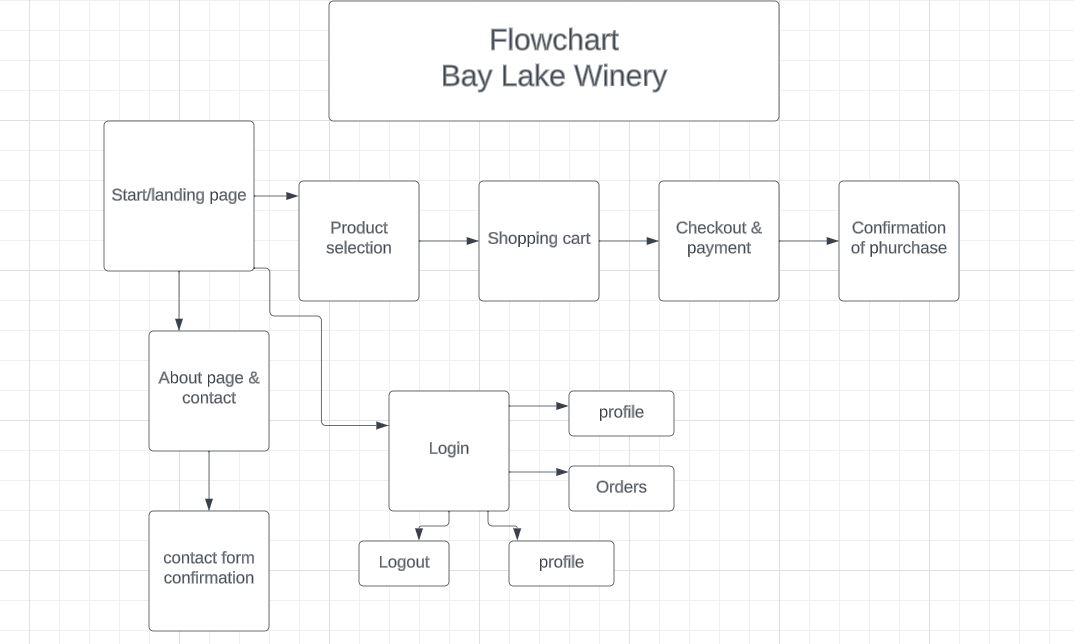 Flowchart
Bay Lake Winery
Start/landing page
Product
selection
Shopping cart
Checkout &
payment
Confirmation
of phurchase
About page &
contact
Login
profile
Orders
contact form
confirmation
Logout
profile